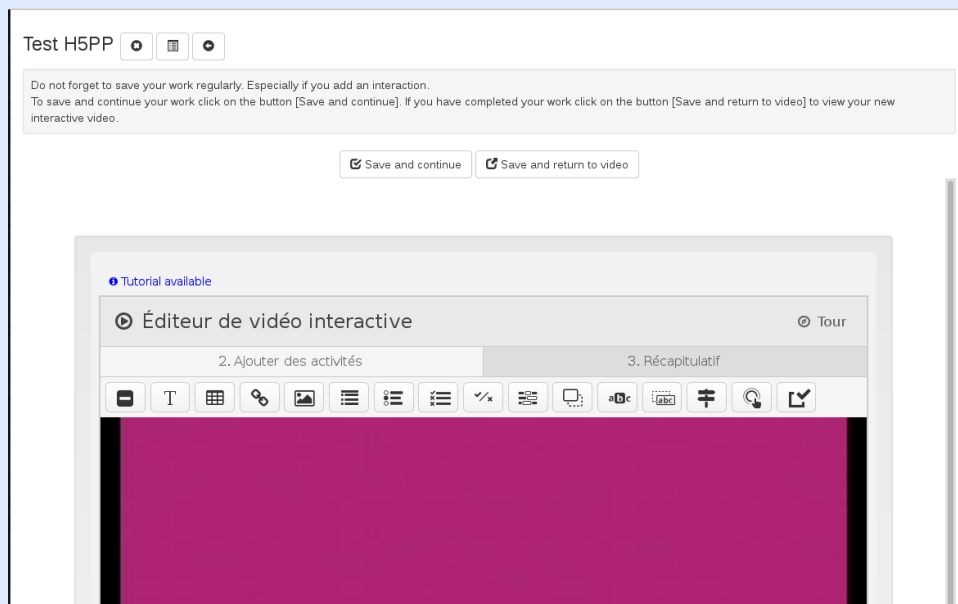 Test H5PP
Do not forget to save your work regularly. Especially if you add an interaction.
To save and continue your work click on the button [Save and continue]. If you have completed your work click on the button [Save and return to video] to view your new
interactive video.
Save and continue Save and return to video
Tutorial available
Éditeur de vidéo interactive Tour
2. Ajouter des activités 3. Récapitulatif
T abc abc